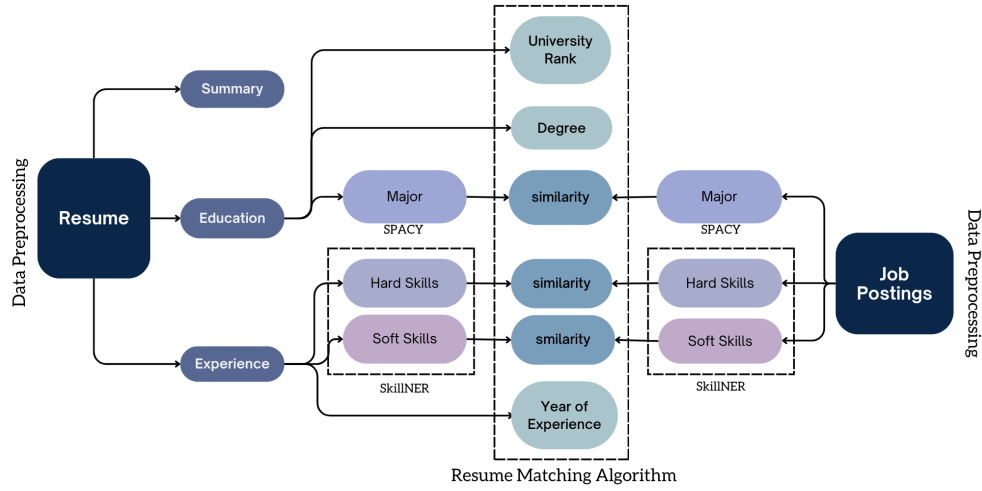 Data Preprocessing
Resume
Summary
Education
Experience
Major
SPACY
Hard Skills
Soft Skills
SkillNER
University
Rank
Degree
similarity
similarity
smilarity
Year of
Experience
Resume Matching Algorithm
Major
SPACY
Hard Skills
Soft Skills
SkillNER
Job
Postings
Data Preprocessing